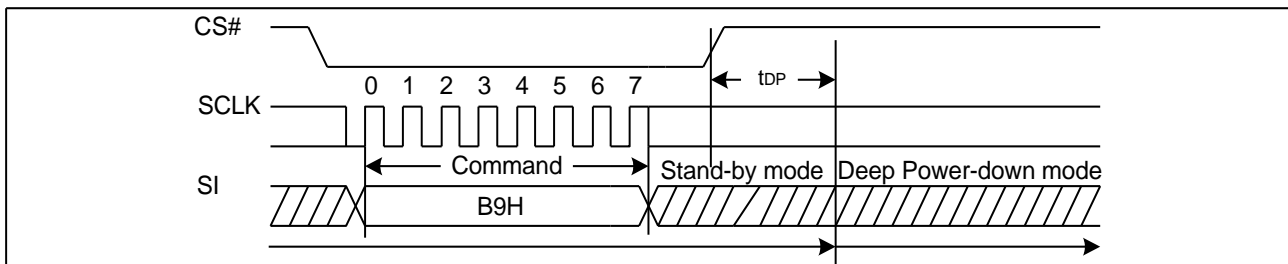 CS#
tDP
0 1 2 3 4 5 6 7
SCLK
Command
Stand-by mode Deep Power-down mode
SI
B9H